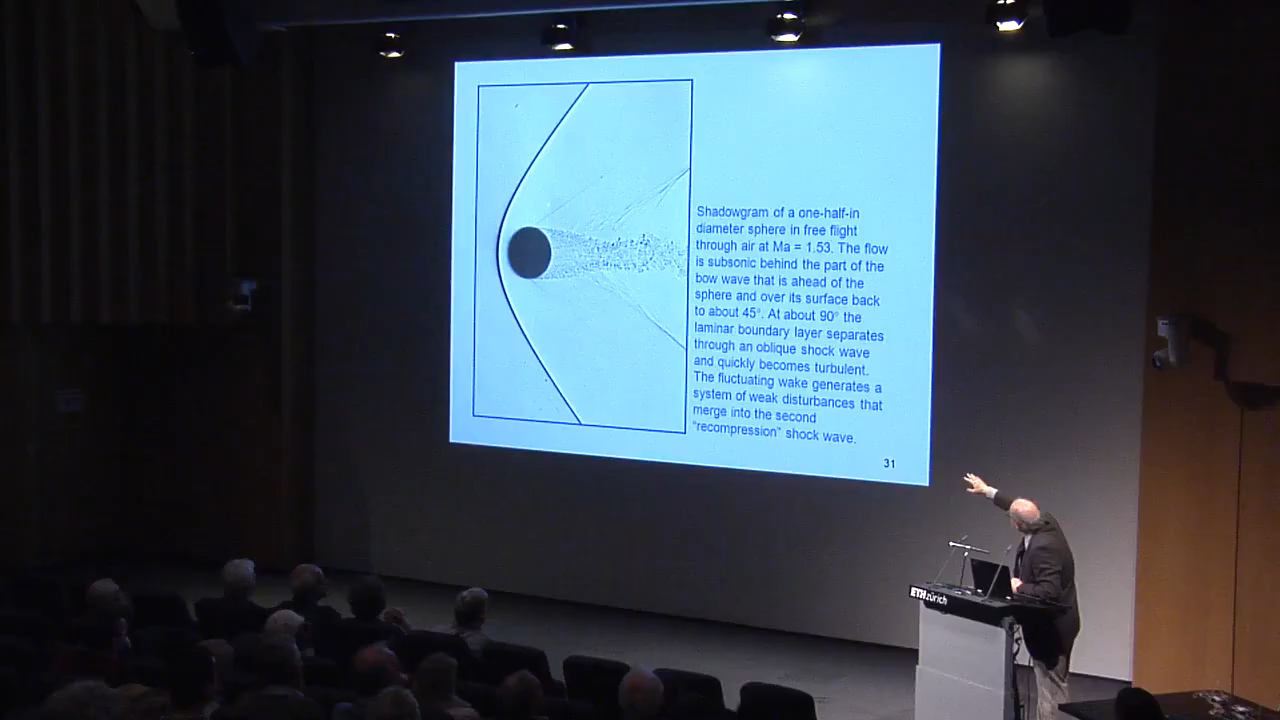 Shadowgram of a one-half-in
diameter sphere in free flight
through air at Ma = 1.53. The flow
is subsonic behind the part of the
bow wave that is ahead of the
sphere and over its surface back
to about 45°. At about 90° the
laminar boundary layer separates
through an oblique shock wave
and quickly becomes turbulent.
The fluctuating wake generates a
system of weak disturbances that
merge into the second
“recompression” shock wave.
31
ETH zürich